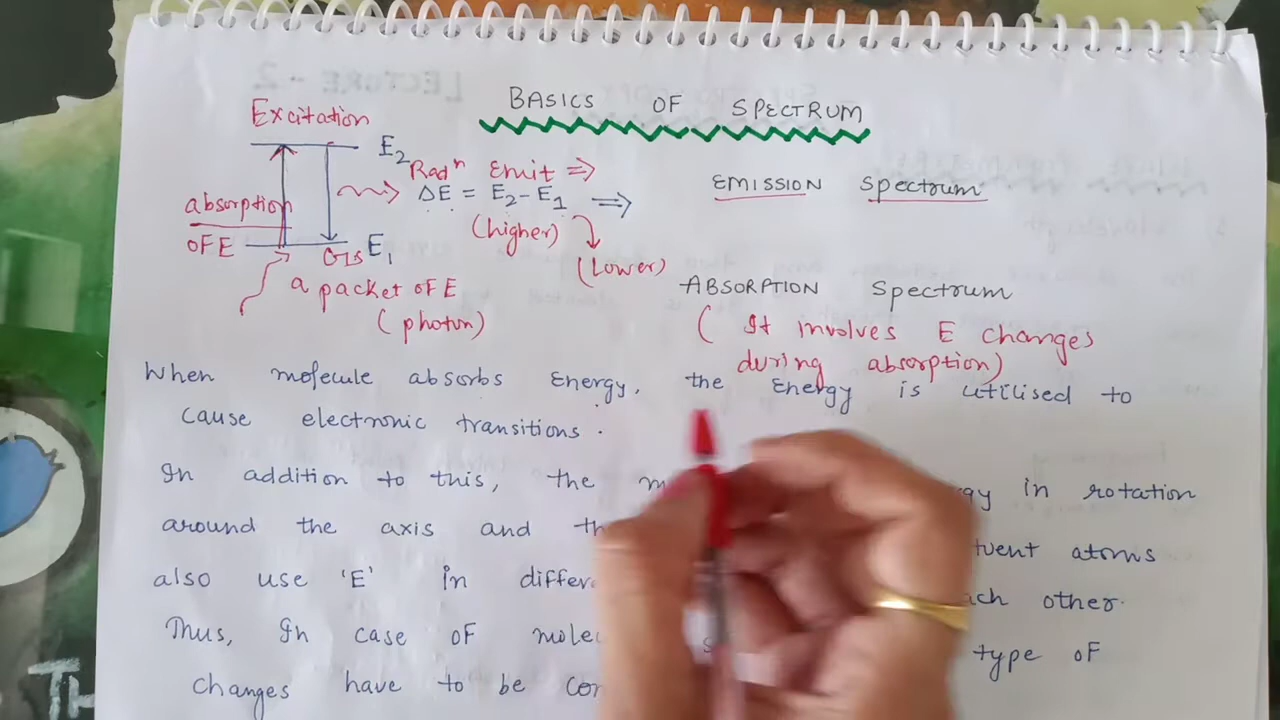 BASICS OF SPECTRUM
Excitation
E2
Radn Emit ⇒
ΔE = E2 - E1 ⇒
EMISSION Spectrum
absorption
OF E
(higher)
(Lower)
E1
GS
a packet OF E
(photon)
ABSORPTION Spectrum
( It involves E changes
during absorption)
When molecule absorbs Energy, the Energy is utilised to
cause electronic transitions.
In addition to this, the in rotation
around the axis and atoms
also use 'E' in other.
Thus, In case OF type OF
changes have to be
TH